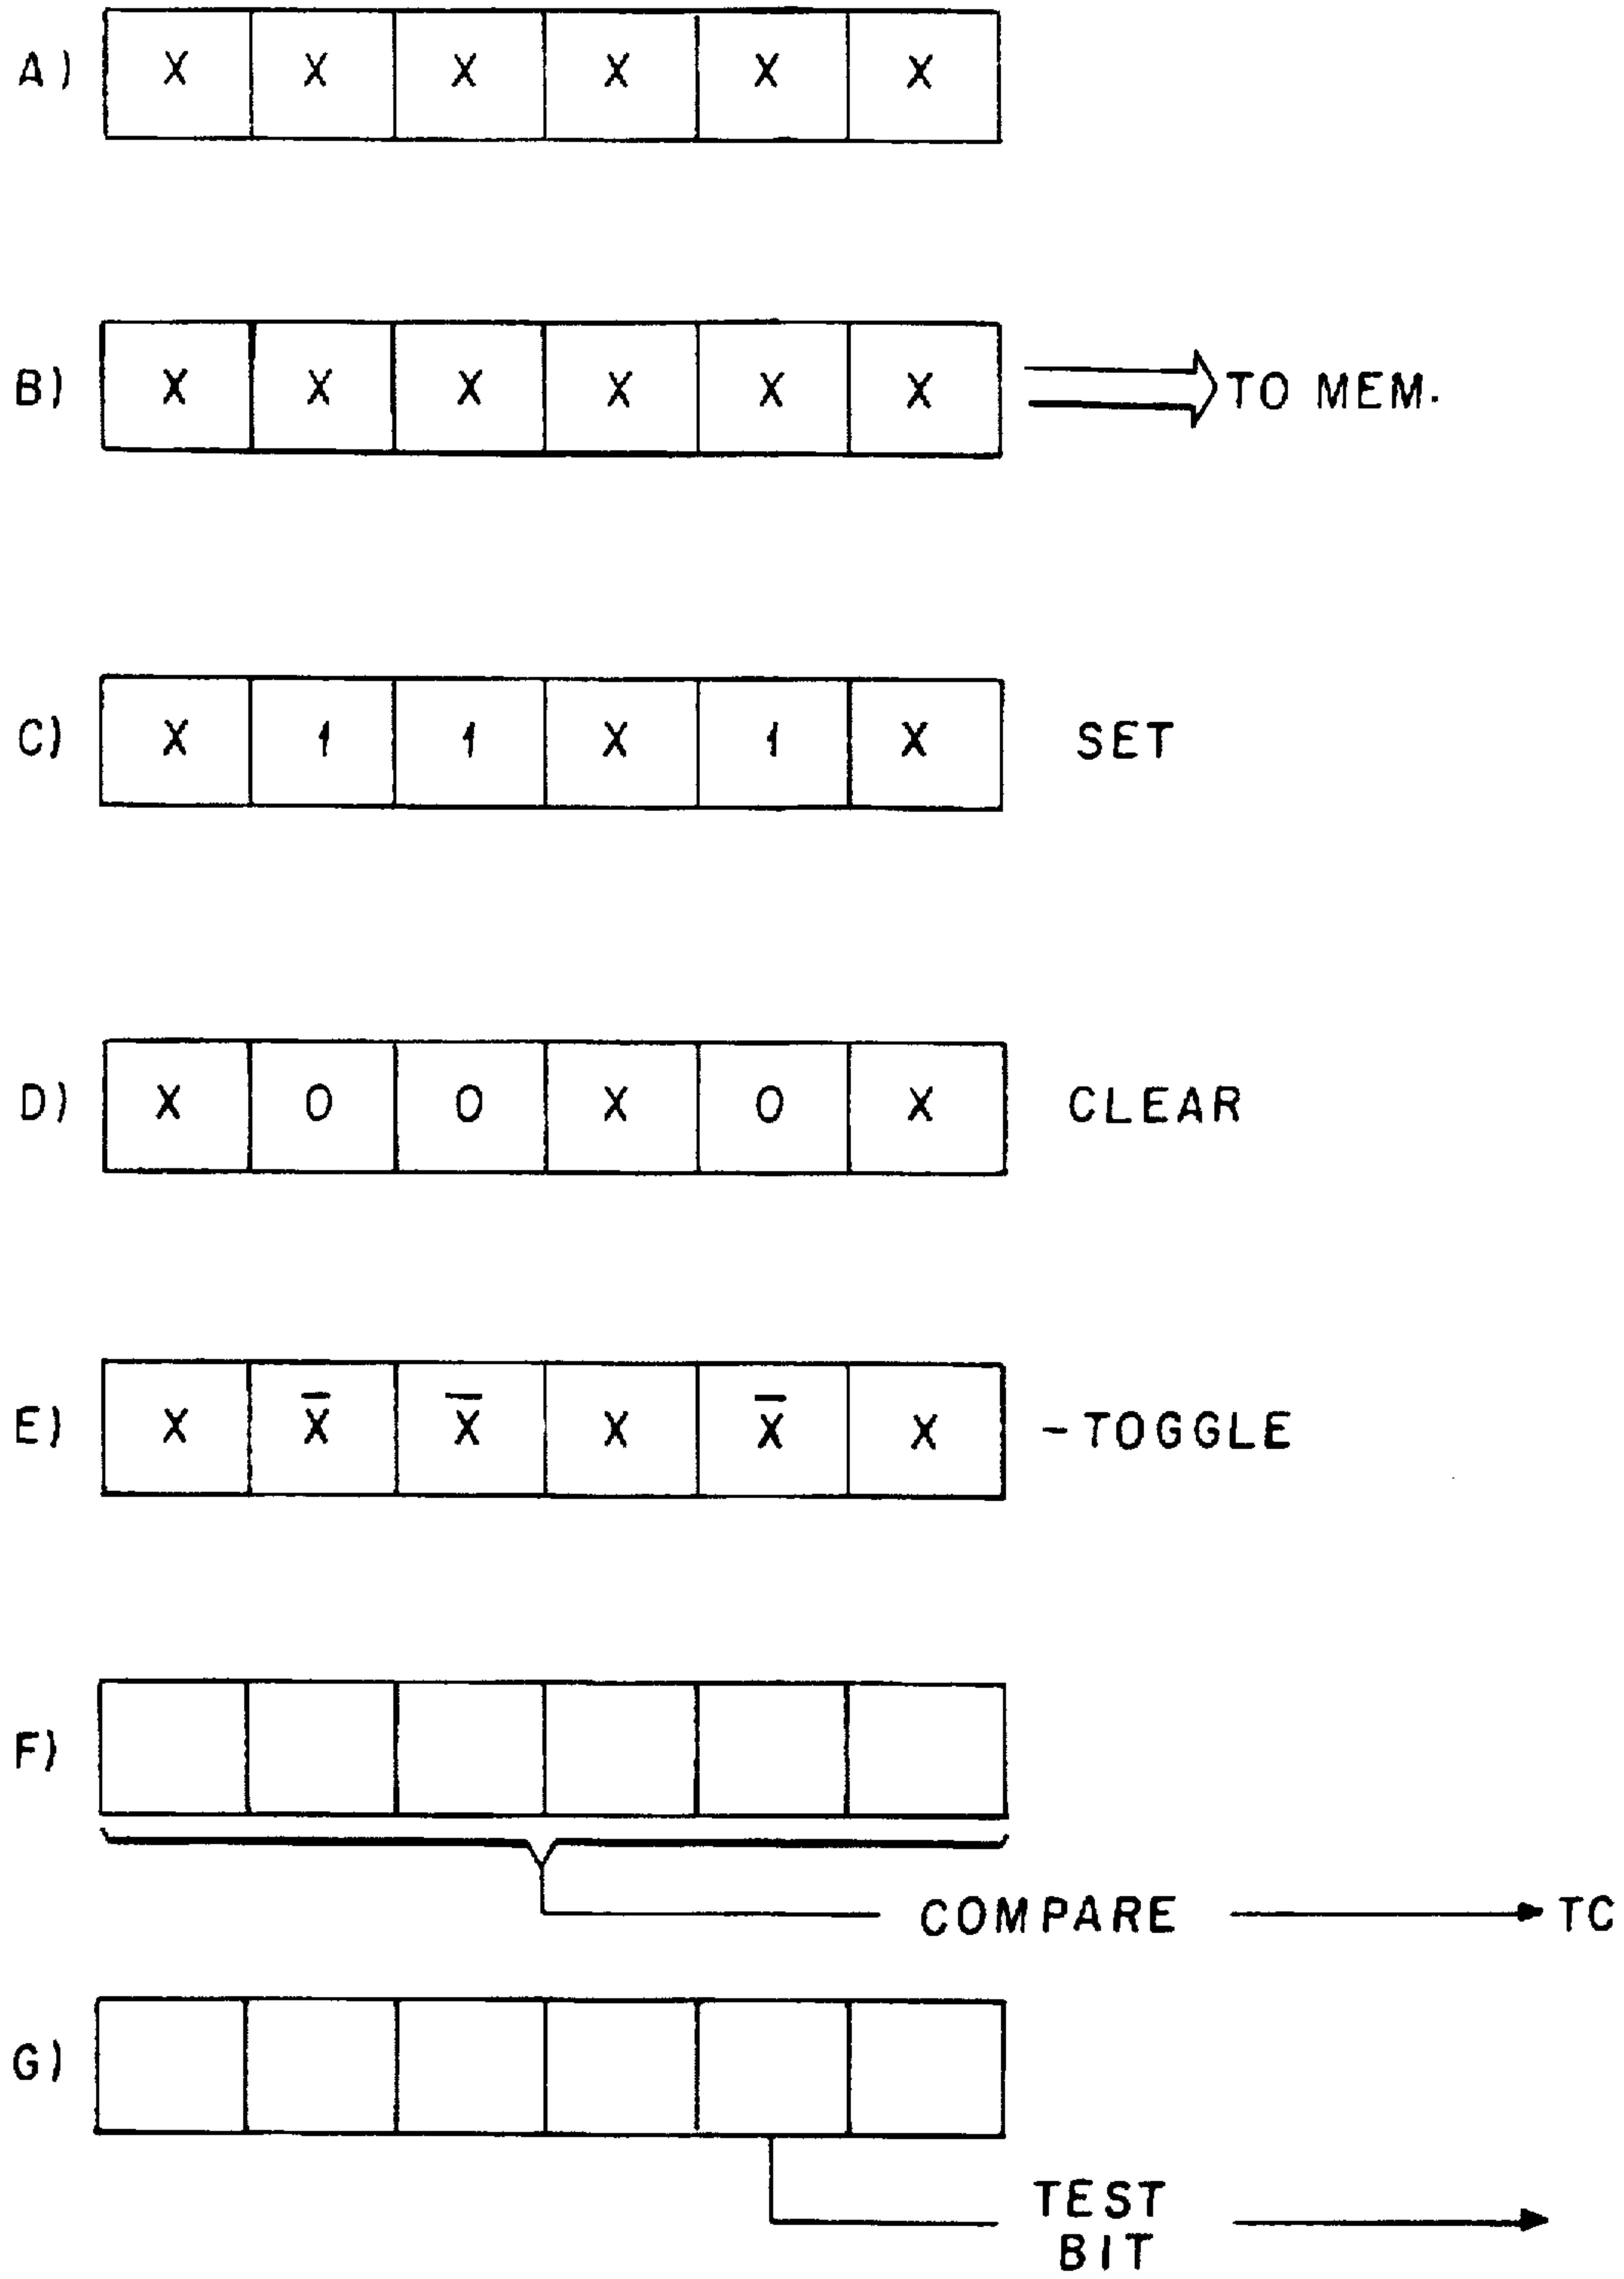 A) X X X X X X
B) X X X X X X TO MEM.
C) X 1 1 X 1 X SET
D) X 0 0 X 0 X CLEAR
E) X X̄ X̄ X X̄ X -TOGGLE
F)
COMPARE TC
G)
TEST
BIT